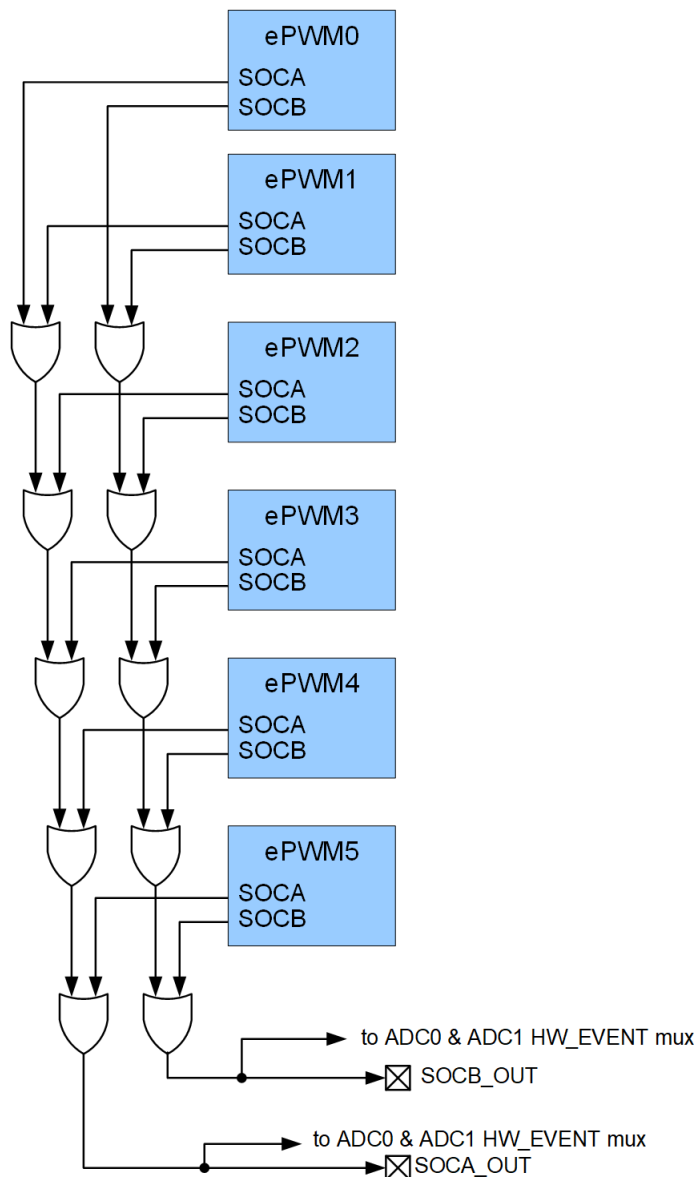 ePWM0
SOCA
SOCB
ePWM1
SOCA
SOCB
ePWM2
SOCA
SOCB
ePWM3
SOCA
SOCB
ePWM4
SOCA
SOCB
ePWM5
SOCA
SOCB
to ADC0 & ADC1 HW_EVENT mux
SOCB_OUT
to ADC0 & ADC1 HW_EVENT mux
SOCA_OUT